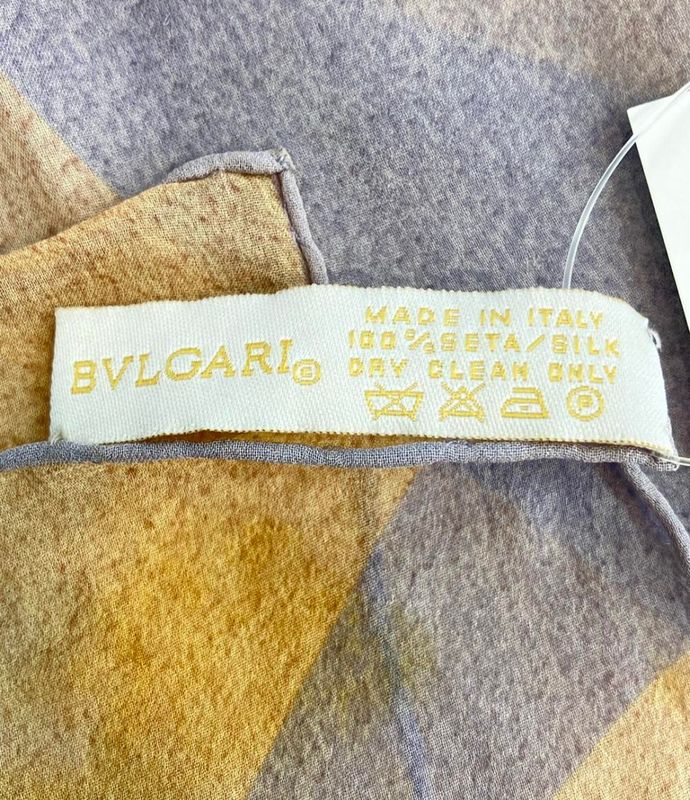 BVLGARI®
MADE IN ITALY
100% SETA/SILK
DRY CLEAN ONLY
P